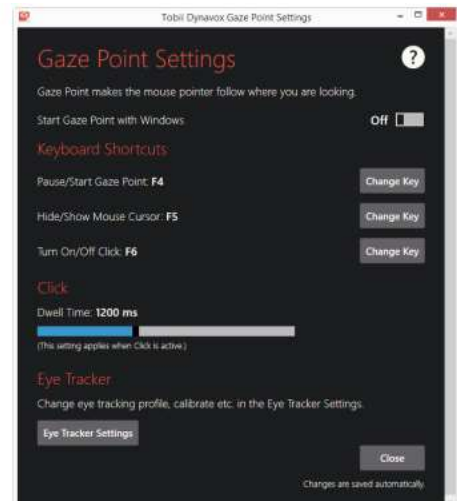 Tobii Dynavox Gaze Point Settings
Gaze Point Settings
?
Gaze Point makes the mouse pointer follow where you are looking.
Start Gaze Point with Windows Off
Keyboard Shortcuts
Pause/Start Gaze Point: F4 Change Key
Hide/Show Mouse Cursor: F5 Change Key
Turn On/Off Click: F6 Change Key
Click
Dwell Time: 1200 ms
(This setting applies when Click is active.)
Eye Tracker
Change eye tracking profile, calibrate etc. in the Eye Tracker Settings.
Eye Tracker Settings
Close
Changes are saved automatically.